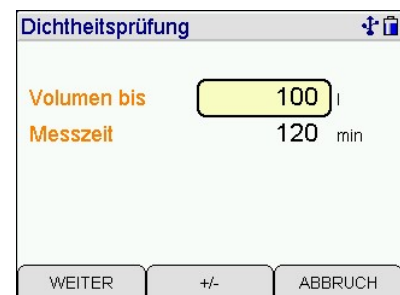 Dichtheitsprüfung
Volumen bis 100 l
Messzeit 120 min
WEITER +/- ABBRUCH